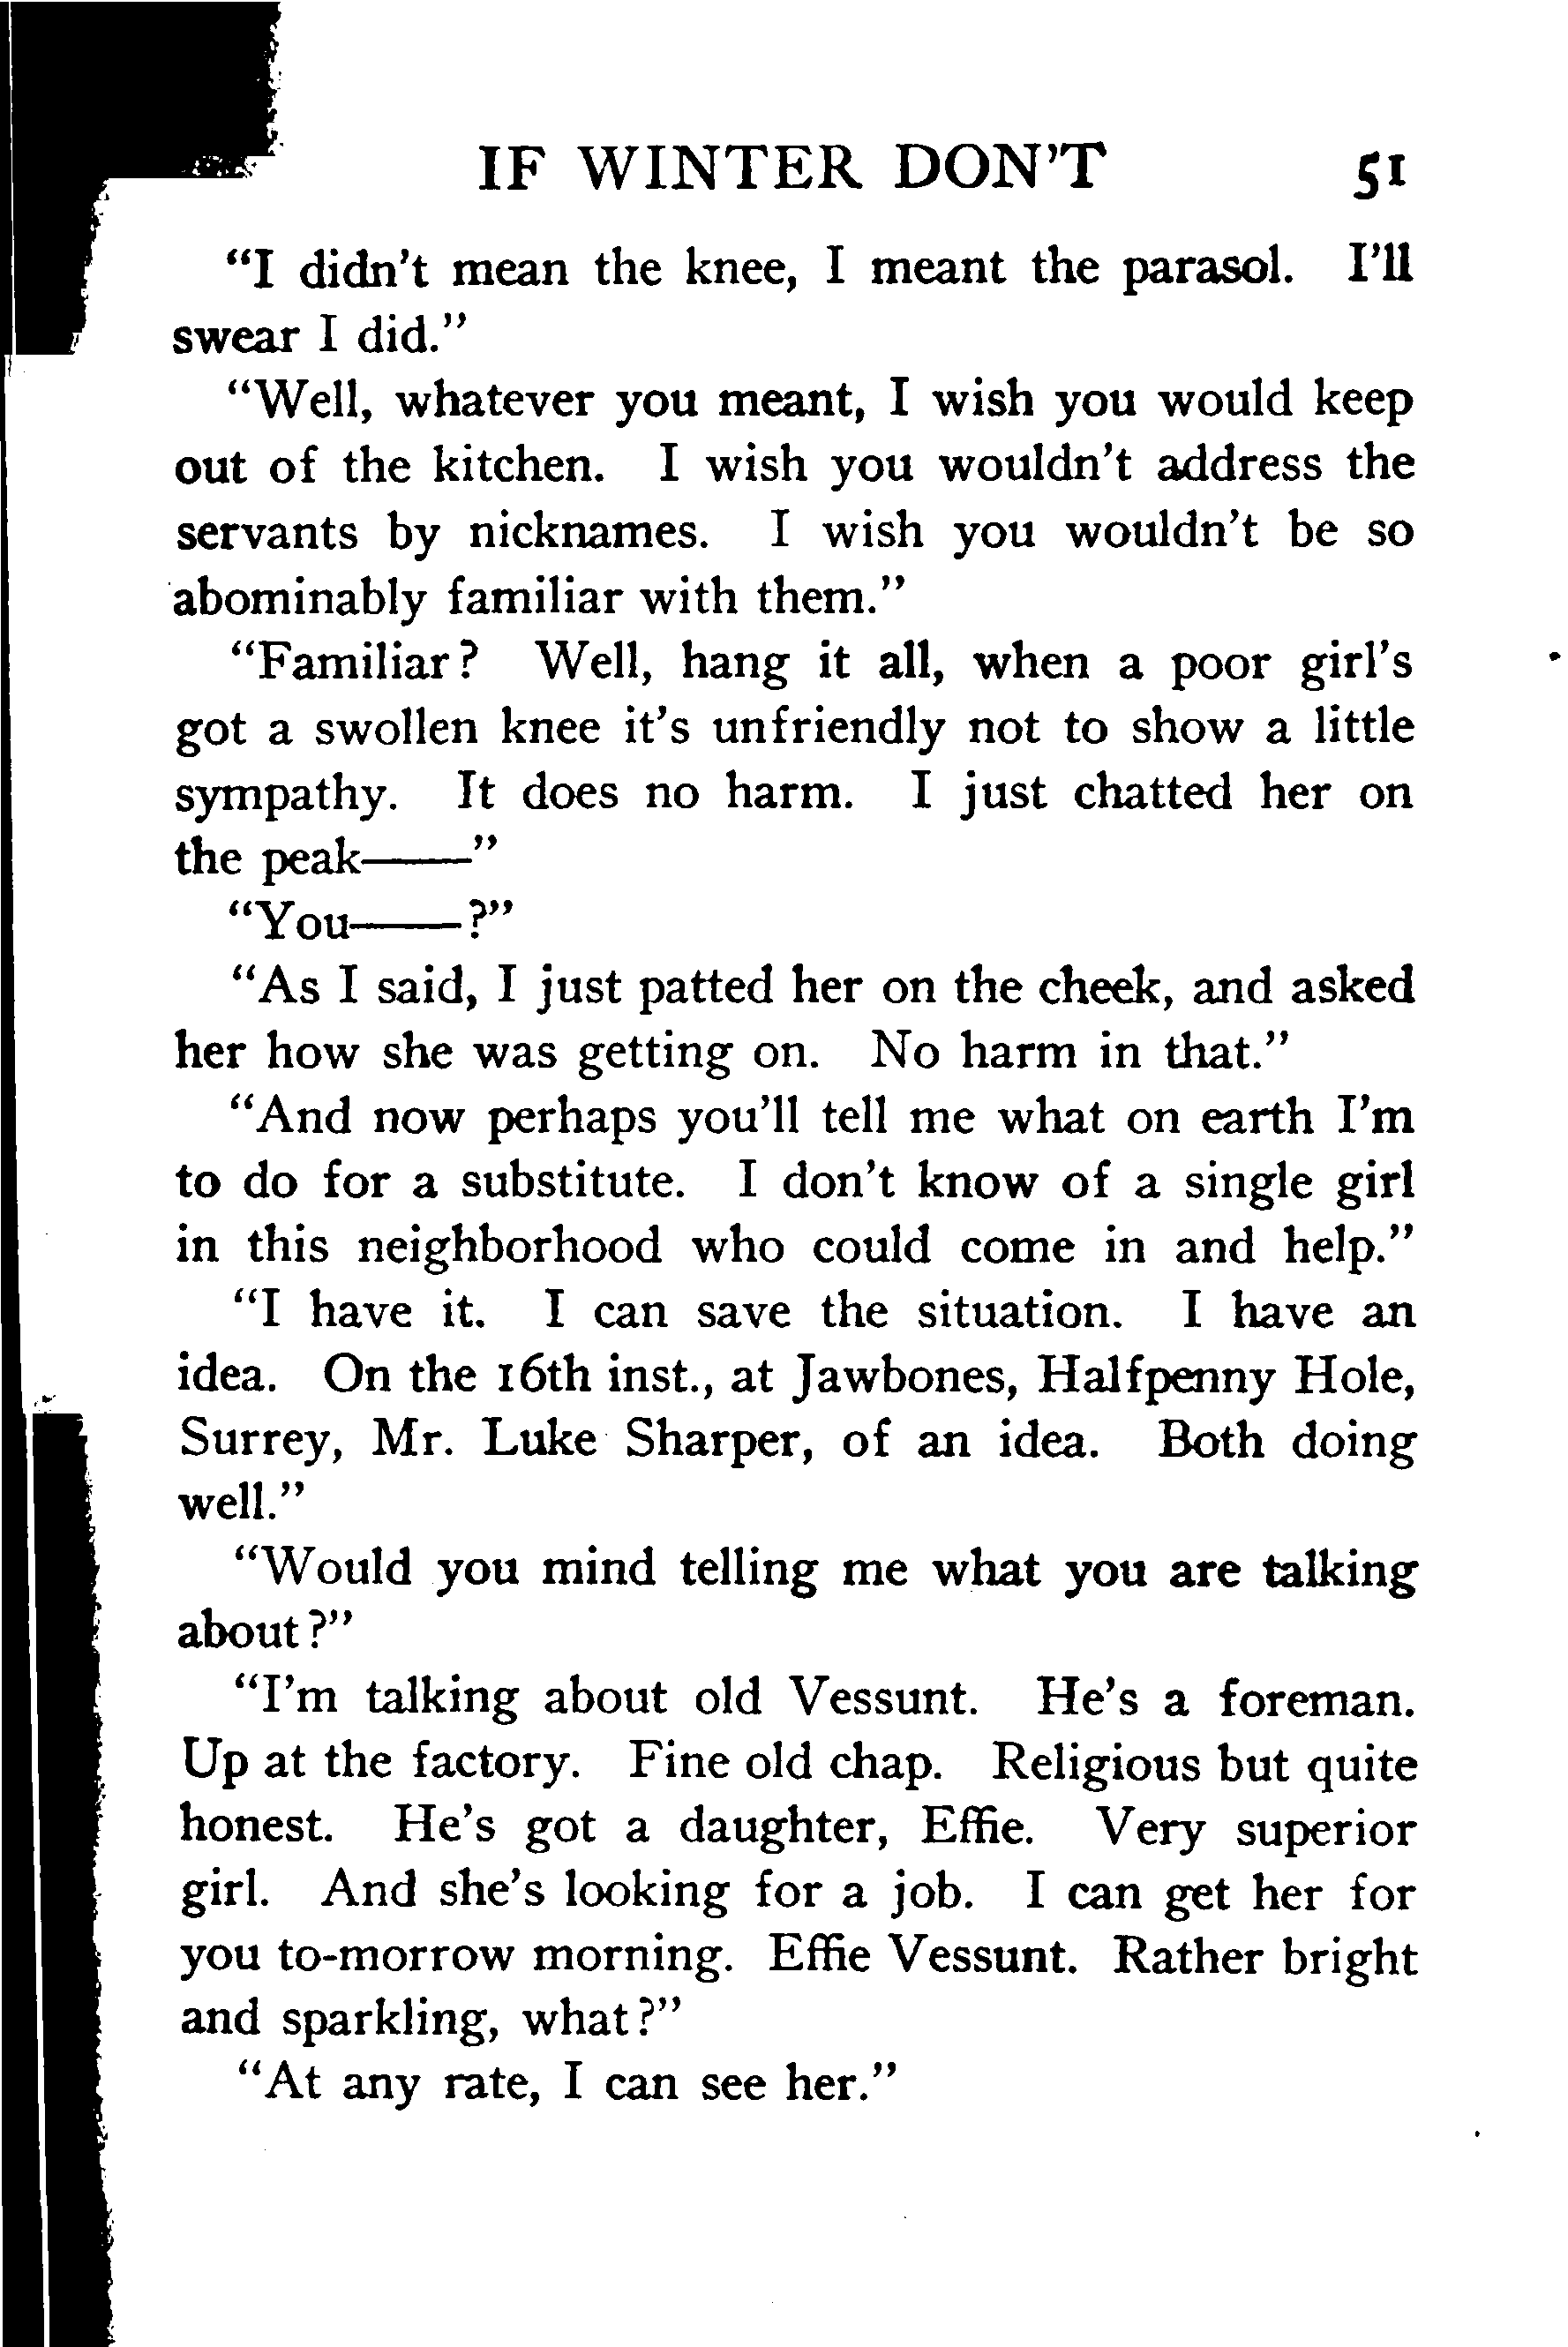 IF WINTER DON'T 51
"I didn't mean the knee, I meant the parasol. I'll
swear I did."
"Well, whatever you meant, I wish you would keep
out of the kitchen. I wish you wouldn't address the
servants by nicknames. I wish you wouldn't be so
abominably familiar with them."
"Familiar? Well, hang it all, when a poor girl's
got a swollen knee it's unfriendly not to show a little
sympathy. It does no harm. I just chatted her on
the peak——"
"You——?"
"As I said, I just patted her on the cheek, and asked
her how she was getting on. No harm in that."
"And now perhaps you'll tell me what on earth I'm
to do for a substitute. I don't know of a single girl
in this neighborhood who could come in and help."
"I have it. I can save the situation. I have an
idea. On the 16th inst., at Jawbones, Halfpenny Hole,
Surrey, Mr. Luke Sharper, of an idea. Both doing
well."
"Would you mind telling me what you are talking
about?"
"I'm talking about old Vessunt. He's a foreman.
Up at the factory. Fine old chap. Religious but quite
honest. He's got a daughter, Effie. Very superior
girl. And she's looking for a job. I can get her for
you to-morrow morning. Effie Vessunt. Rather bright
and sparkling, what?"
"At any rate, I can see her."